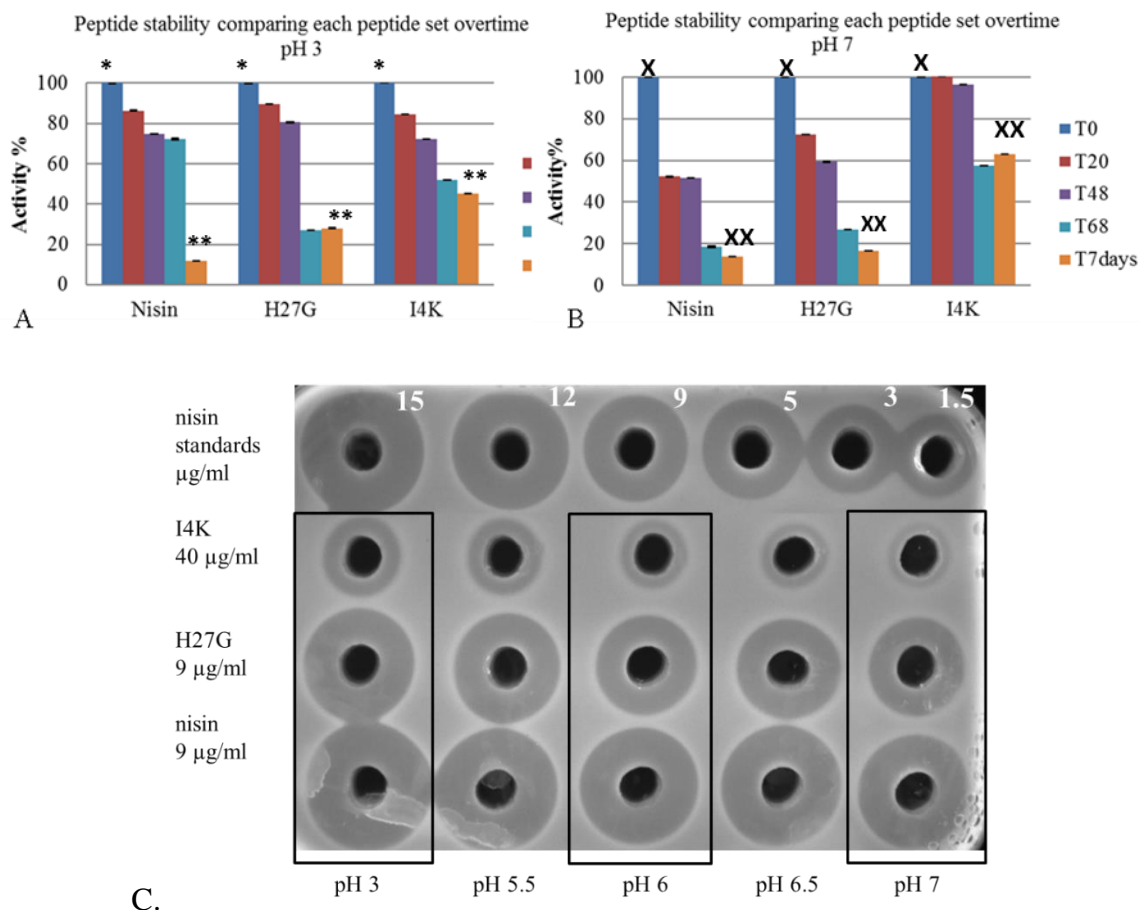 Peptide stability comparing each peptide set overtime
pH 3
* * *
100
80
60
40
20
0
Activity %
** ** **
Nisin H27G I4K
A
Peptide stability comparing each peptide set overtime
pH 7
X X X
100
80
60
40
20
0
Activity%
XX XX XX
Nisin H27G I4K
B
T0
T20
T48
T68
T7days
nisin
standards
µg/ml
15 12 9 5 3 1.5
I4K
40 µg/ml
H27G
9 µg/ml
nisin
9 µg/ml
pH 3 pH 5.5 pH 6 pH 6.5 pH 7
C.